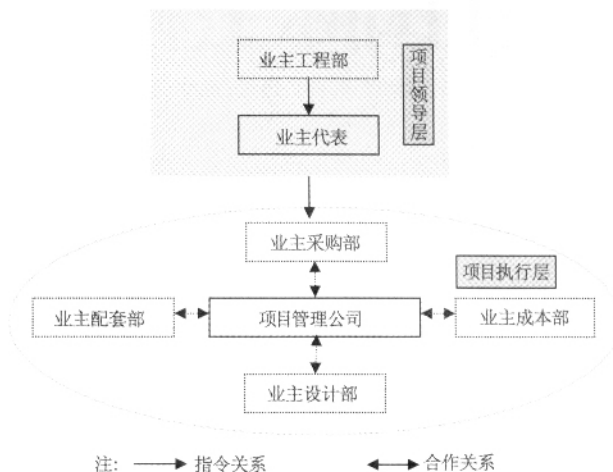 业主工程部
项目领导层
业主代表
业主采购部
项目执行层
业主配套部
项目管理公司
业主成本部
业主设计部
注: 指令关系 合作关系